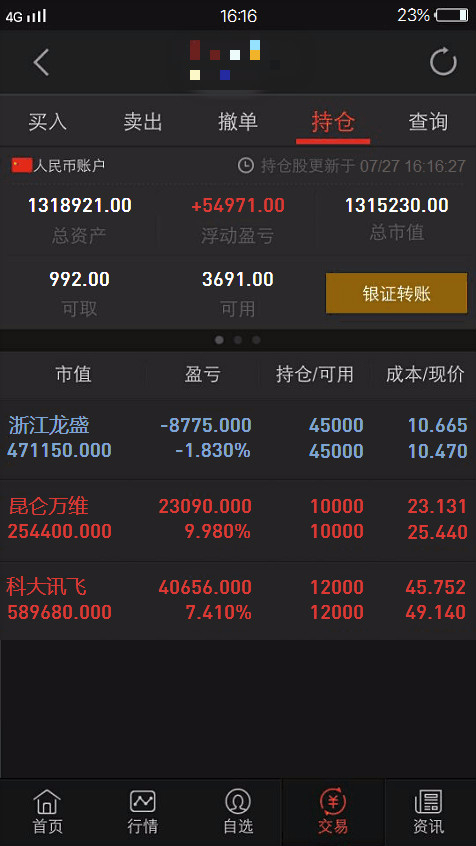 4G 16:16 23%
买入 卖出 撤单 持仓 查询
人民币账户 持仓股更新于 07/27 16:16:27
1318921.00 +54971.00 1315230.00
总资产 浮动盈亏 总市值
992.00 3691.00 银证转账
可取 可用
市值 盈亏 持仓/可用 成本/现价
浙江龙盛 -8775.000 45000 10.665
471150.000 -1.830% 45000 10.470
昆仑万维 23090.000 10000 23.131
254400.000 9.980% 10000 25.440
科大讯飞 40656.000 12000 45.752
589680.000 7.410% 12000 49.140
首页 行情 自选 交易 资讯